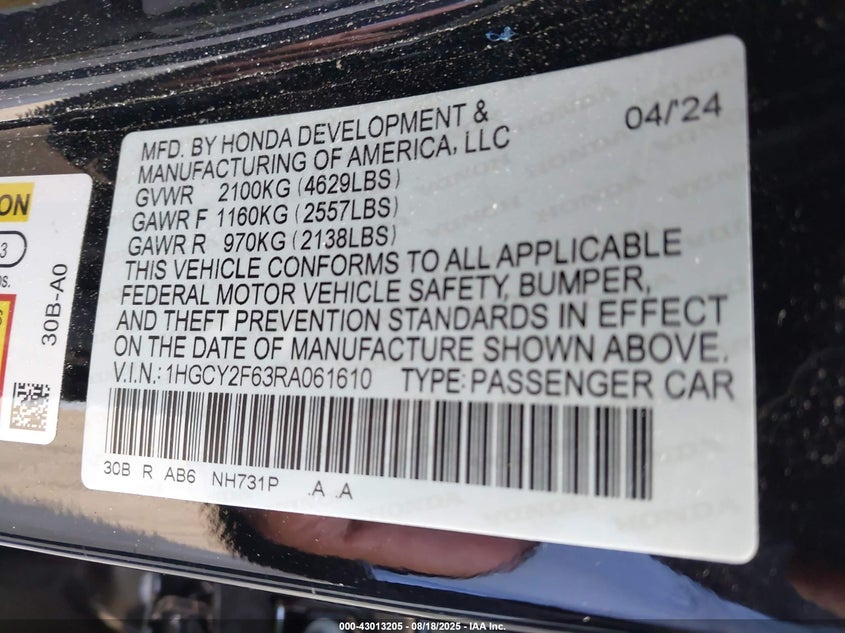 MFD. BY HONDA DEVELOPMENT &
MANUFACTURING OF AMERICA, LLC
04/'24
GVWR 2100KG (4629LBS)
GAWR F 1160KG (2557LBS)
GAWR R 970KG (2138LBS)
THIS VEHICLE CONFORMS TO ALL APPLICABLE
FEDERAL MOTOR VEHICLE SAFETY, BUMPER,
AND THEFT PREVENTION STANDARDS IN EFFECT
ON THE DATE OF MANUFACTURE SHOWN ABOVE.
V.I.N.: 1HGCY2F63RA061610 TYPE: PASSENGER CAR
30B R AB6 NH731P .A .A
ON
3
30B-A0
000-43013205 - 08/18/2025 - IAA Inc.